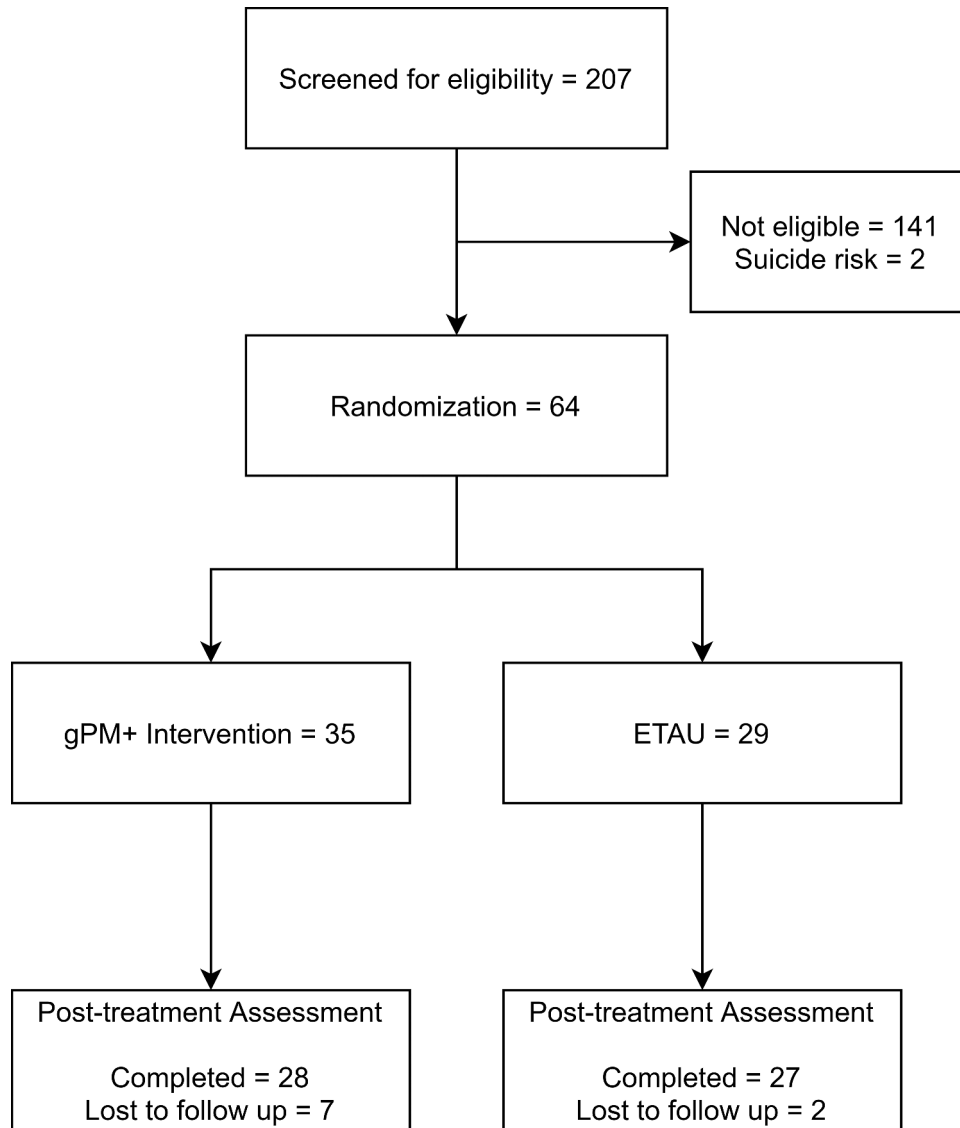 Screened for eligibility = 207
Not eligible = 141
Suicide risk = 2
Randomization = 64
gPM+ Intervention = 35
ETAU = 29
Post-treatment Assessment
Completed = 28
Lost to follow up = 7
Post-treatment Assessment
Completed = 27
Lost to follow up = 2